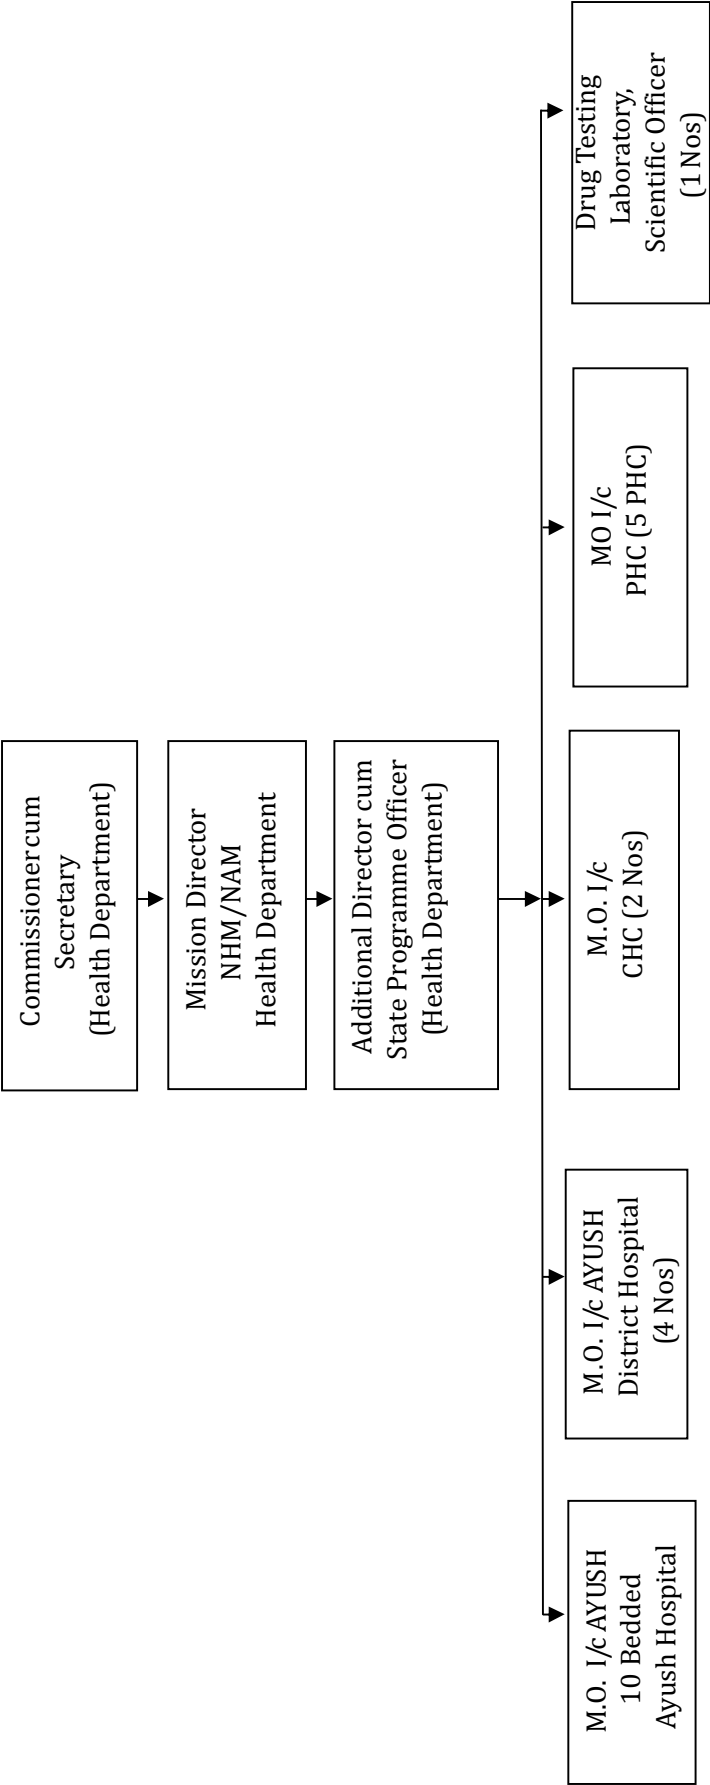 Commissioner cum
Secretary
(Health Department)
Mission Director
NHM/NAM
Health Department
Additional Director cum
State Programme Officer
(Health Department)
M.O. I/c AYUSH
10 Bedded
Ayush Hospital
M.O. I/c AYUSH
District Hospital
(4 Nos)
M.O. I/c
CHC (2 Nos)
MO I/c
PHC (5 PHC)
Drug Testing
Laboratory,
Scientific Officer
(1 Nos)